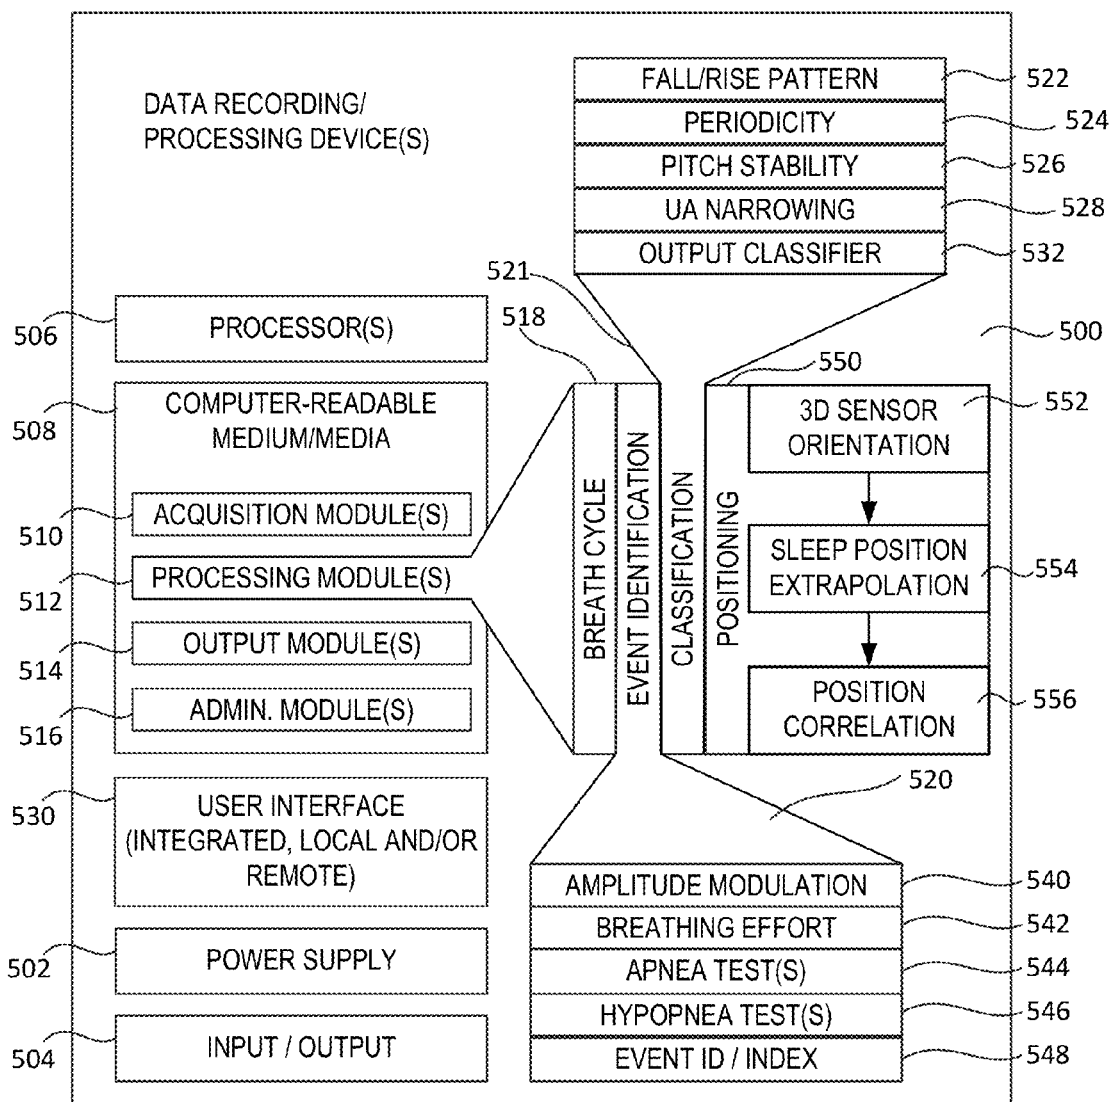 DATA RECORDING/
PROCESSING DEVICE(S)
FALL/RISE PATTERN
522
PERIODICITY
524
PITCH STABILITY
526
UA NARROWING
528
OUTPUT CLASSIFIER
532
521
518
500
550
506
PROCESSOR(S)
508
COMPUTER-READABLE
MEDIUM/MEDIA
510
ACQUISITION MODULE(S)
512
PROCESSING MODULE(S)
514
OUTPUT MODULE(S)
516
ADMIN. MODULE(S)
BREATH CYCLE
EVENT IDENTIFICATION
CLASSIFICATION
POSITIONING
3D SENSOR
ORIENTATION
552
SLEEP POSITION
EXTRAPOLATION
554
POSITION
CORRELATION
556
520
530
USER INTERFACE
(INTEGRATED, LOCAL AND/OR
REMOTE)
502
POWER SUPPLY
504
INPUT / OUTPUT
AMPLITUDE MODULATION
540
BREATHING EFFORT
542
APNEA TEST(S)
544
HYPOPNEA TEST(S)
546
EVENT ID / INDEX
548